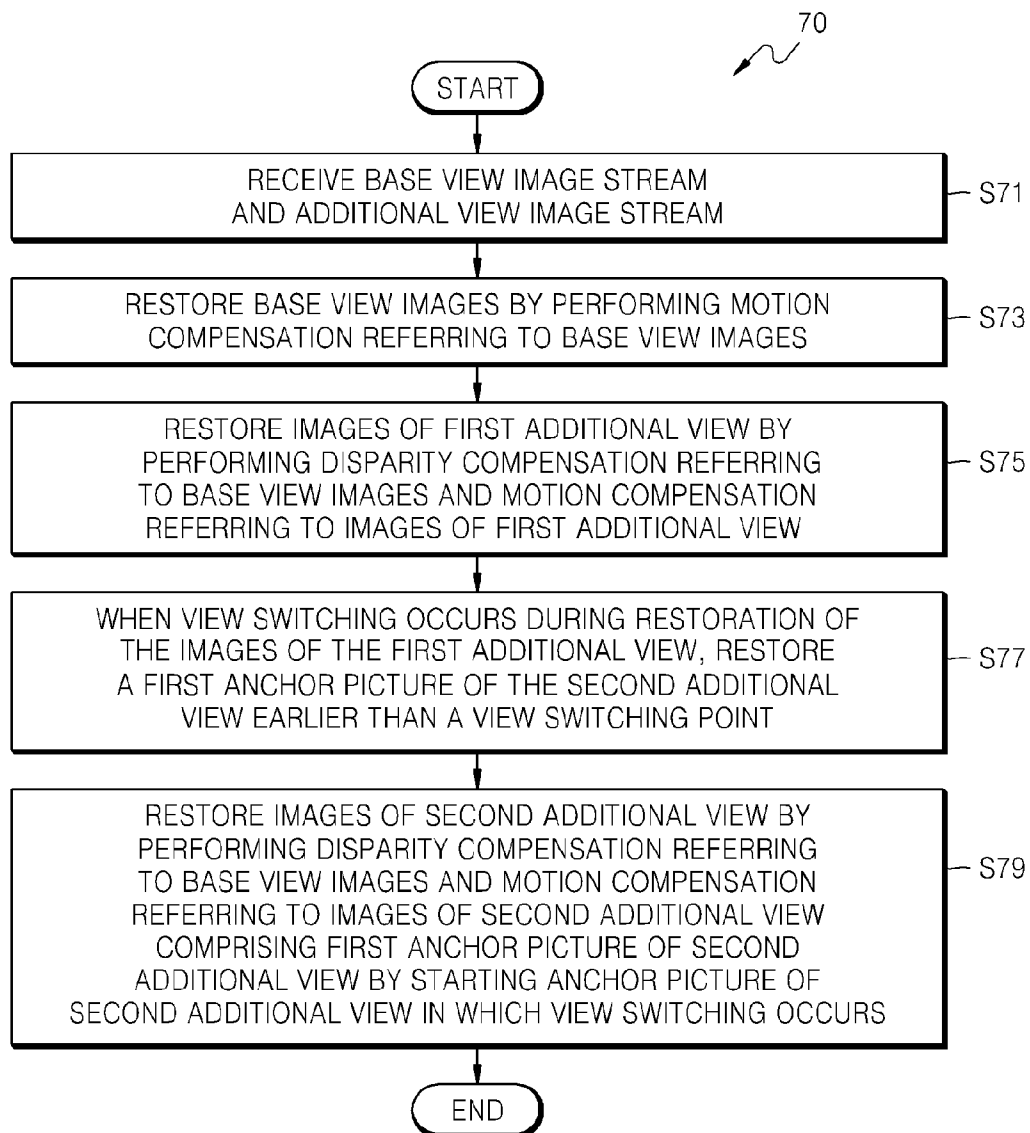 70
START
RECEIVE BASE VIEW IMAGE STREAM
AND ADDITIONAL VIEW IMAGE STREAM
S71
RESTORE BASE VIEW IMAGES BY PERFORMING MOTION
COMPENSATION REFERRING TO BASE VIEW IMAGES
S73
RESTORE IMAGES OF FIRST ADDITIONAL VIEW BY
PERFORMING DISPARITY COMPENSATION REFERRING
TO BASE VIEW IMAGES AND MOTION COMPENSATION
REFERRING TO IMAGES OF FIRST ADDITIONAL VIEW
S75
WHEN VIEW SWITCHING OCCURS DURING RESTORATION OF
THE IMAGES OF THE FIRST ADDITIONAL VIEW, RESTORE
A FIRST ANCHOR PICTURE OF THE SECOND ADDITIONAL
VIEW EARLIER THAN A VIEW SWITCHING POINT
S77
RESTORE IMAGES OF SECOND ADDITIONAL VIEW BY
PERFORMING DISPARITY COMPENSATION REFERRING
TO BASE VIEW IMAGES AND MOTION COMPENSATION
REFERRING TO IMAGES OF SECOND ADDITIONAL VIEW
COMPRISING FIRST ANCHOR PICTURE OF SECOND
ADDITIONAL VIEW BY STARTING ANCHOR PICTURE OF
SECOND ADDITIONAL VIEW IN WHICH VIEW SWITCHING OCCURS
S79
END